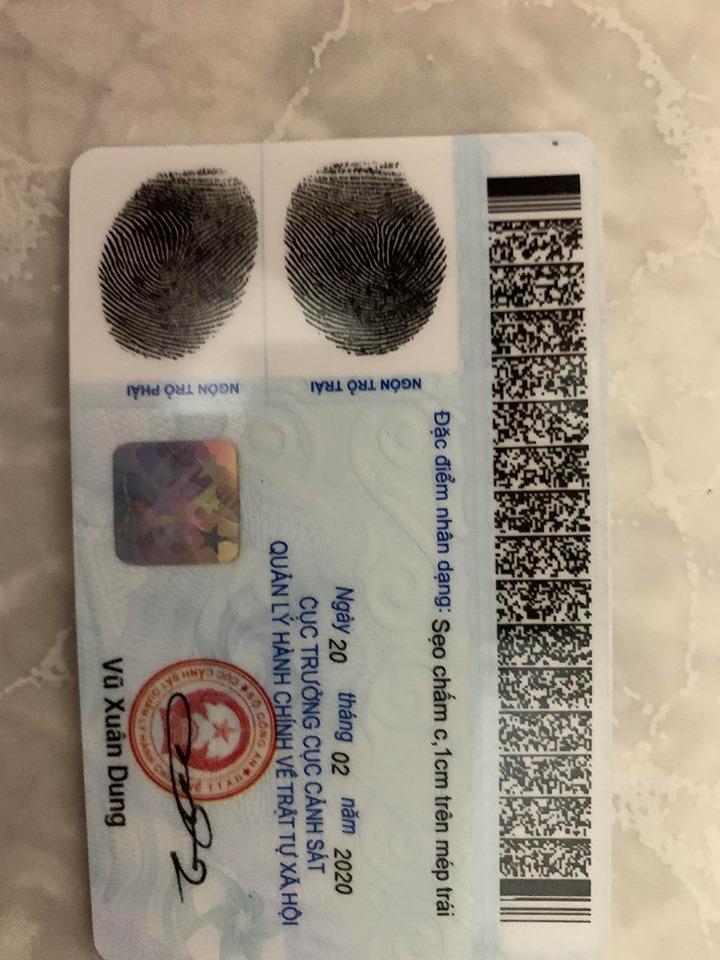 Đặc điểm nhân dạng: Sẹo chấm c,1cm trên mép trái
NGÓN TRỎ TRÁI
Ngày 20 tháng 02 năm 2020
CỤC TRƯỞNG CỤC CẢNH SÁT
QUẢN LÝ HÀNH CHÍNH VỀ TRẬT TỰ XÃ HỘI
NGÓN TRỎ PHẢI
BỘ CÔNG AN
CỤC CẢNH SÁT QUẢN LÝ HÀNH CHÍNH
Vũ Xuân Dung